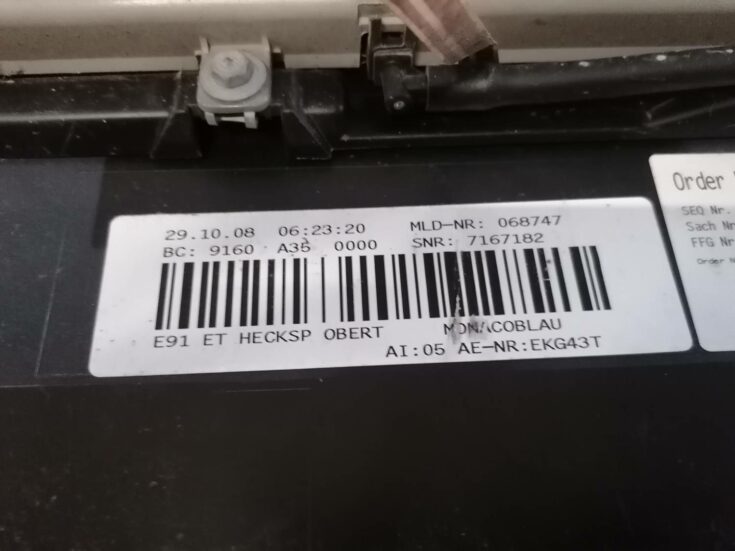 29.10.08 06:23:20 MLD-NR: 068747
BC: 9160 A35 0000 SNR: 7167182
E91 ET HECKSP OBERT MONACOBLAU
AI:05 AE-NR:EKG43T
Order
SEQ Nr.
Sach Nr
FFG Nr
Order N